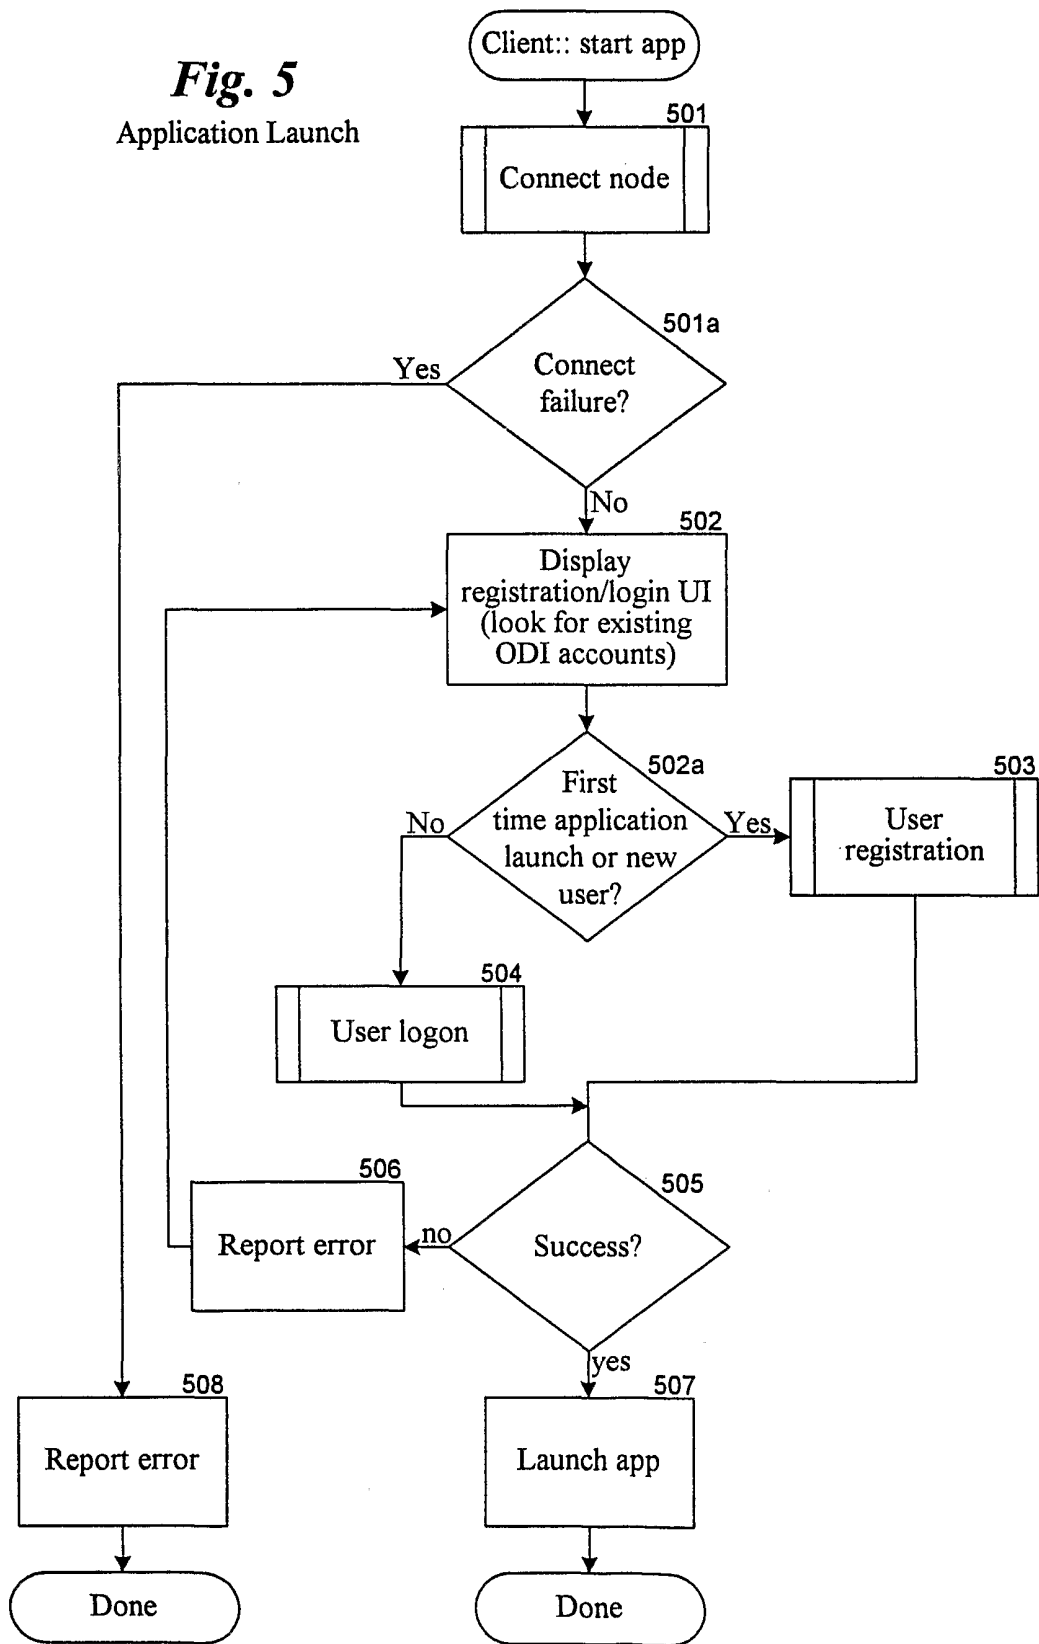 Client:: start app
Fig. 5
Application Launch
501
Connect node
501a
Connect
failure?
Yes
No
502
Display
registration/login UI
(look for existing
ODI accounts)
502a
First
time application
launch or new
user?
No
Yes
503
User
registration
504
User logon
505
Success?
no
506
Report error
yes
508
Report error
507
Launch app
Done
Done